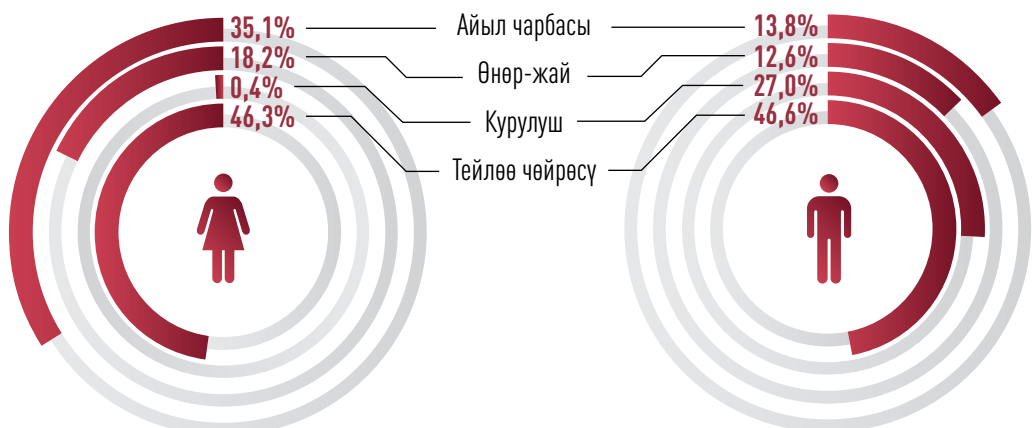 35,1% Айыл чарбасы 13,8%
18,2% Өнөр-жай 12,6%
0,4% Курулуш 27,0%
46,3% Тейлөө чөйрөсү 46,6%